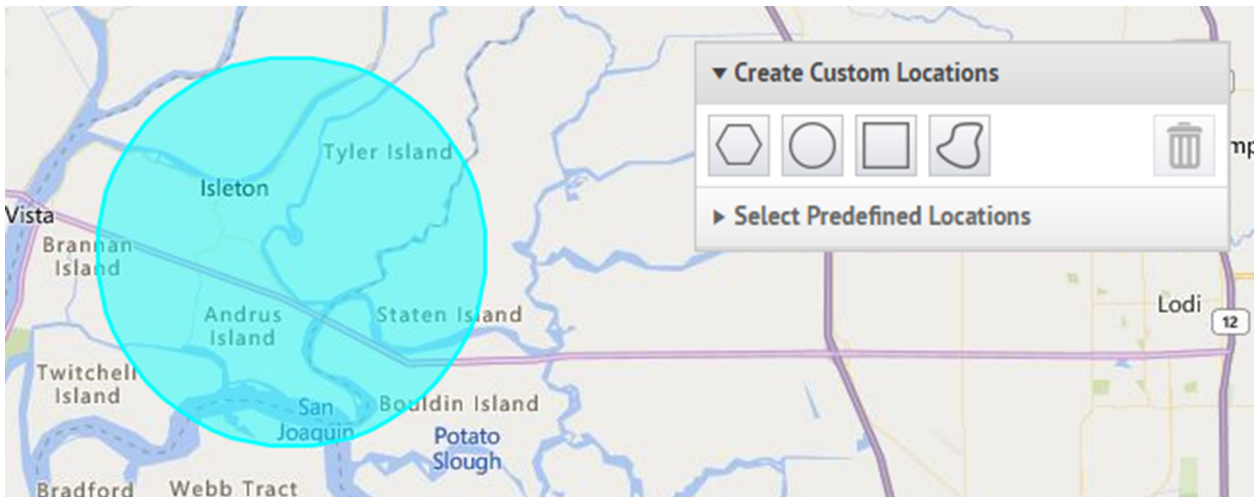 Create Custom Locations
Select Predefined Locations
Tyler Island
Isleton
Vista
Brannan
Island
Andrus
Island
Staten Island
Lodi
12
Twitchell
Island
San
Joaquin
Bouldin Island
Potato
Slough
Bradford
Webb Tract